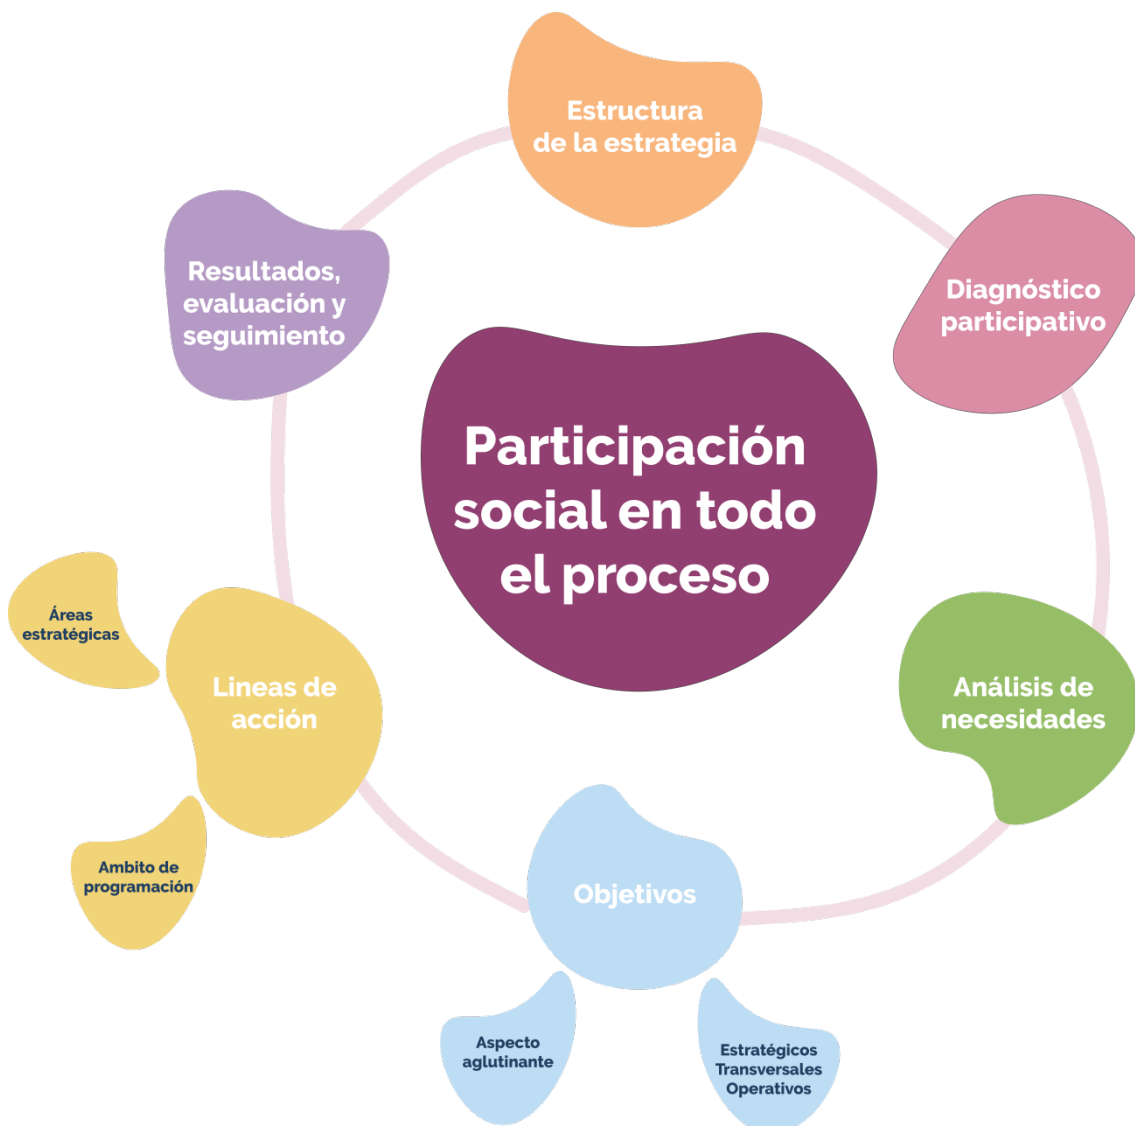 Estructura
de la estrategia
Diagnóstico
participativo
Análisis de
necesidades
Objetivos
Aspecto
aglutinante
Estratégicos
Transversales
Operativos
Lineas de
acción
Áreas
estratégicas
Ambito de
programación
Resultados,
evaluación y
seguimiento
Participación
social en todo
el proceso